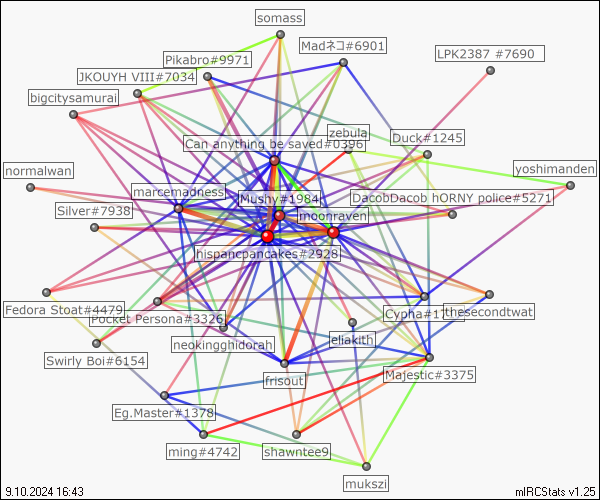 somass
Madネコ#6901
LPK2387 #7690
Pikabro#9971
JKOUYH VIII#7034
bigcitysamurai
zebula
Duck#1245
Can anything be saved#0396
normalwan
yoshimanden
marcemadness
Mushy#1984
DacobDacob hORNY police#5271
Silver#7938
moonraven
hispancpancakes#2928
Fedora Stoat#4479
Pocket Persona#3326
Cypha#1
thesecondtwat
neokingghidorah
eliakith
Swirly Boi#6154
Majestic#3375
frisout
Eg.Master#1378
ming#4742
shawntee9
mukszi
9.10.2024 16:43
mIRCStats v1.25